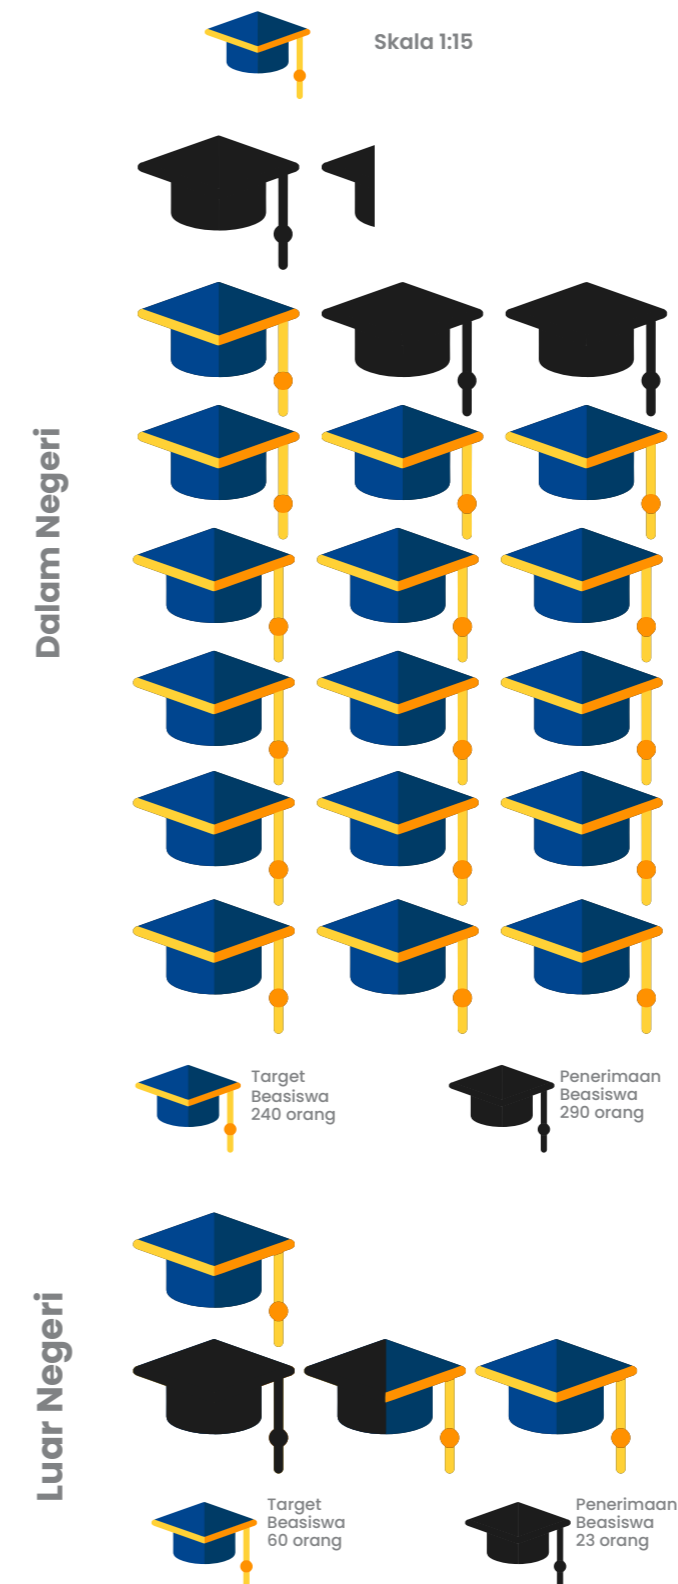 Skala 1:15
Dalam Negeri
Target
Beasiswa
240 orang
Penerimaan
Beasiswa
290 orang
Luar Negeri
Target
Beasiswa
60 orang
Penerimaan
Beasiswa
23 orang